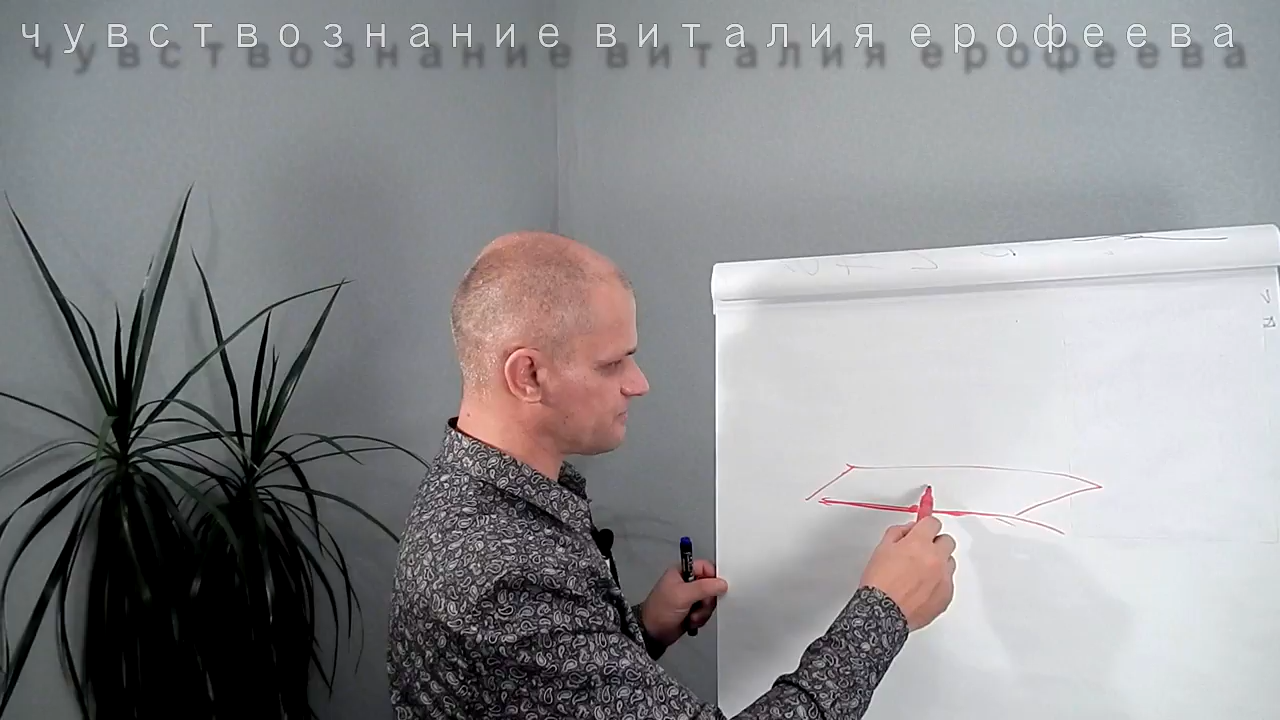 чувствознание виталия ерофеева